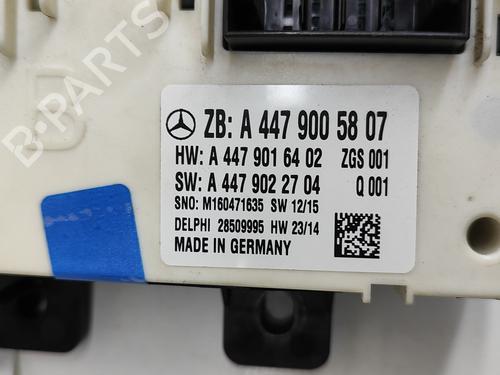 B-PARTS
ZB: A 447 900 58 07
HW: A 447 901 64 02 ZGS 001
SW: A 447 902 27 04 Q 001
SNO: M160471635 SW 12/15
DELPHI 28509995 HW 23/14
MADE IN GERMANY